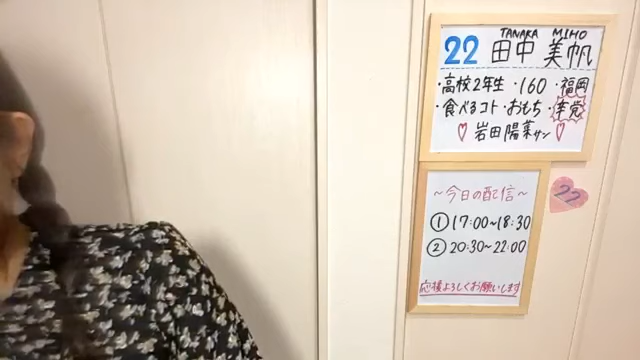 TANAKA MIHO
22 田中 美帆
・高校2年生 ・160 ・福岡
・食べるコト ・おもち ・辛党
♡ 岩田陽菜サン ♡
～今日の配信～
① 17:00~18:30
② 20:30~22:00
応援よろしくお願いします
22